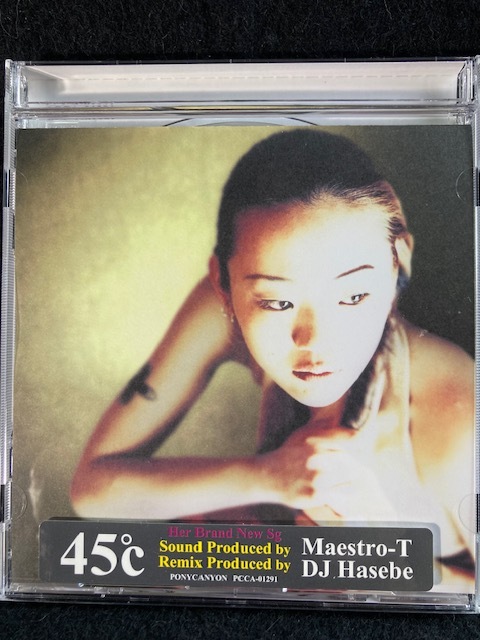 45℃
Her Brand New Sg
Sound Produced by Maestro-T
Remix Produced by DJ Hasebe
PONYCANYON PCCA-01291